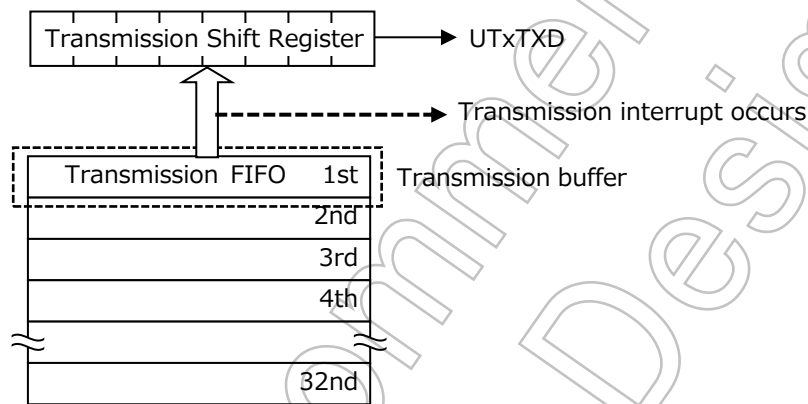 Transmission Shift Register
UTxTXD
Transmission interrupt occurs
Transmission FIFO 1st
Transmission buffer
2nd
3rd
4th
32nd